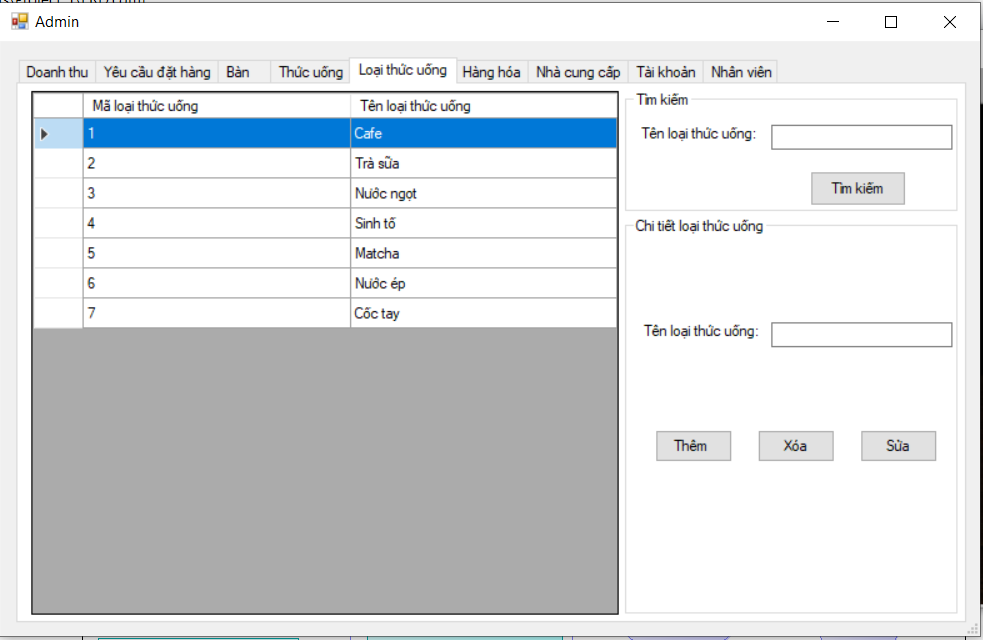 Admin
Doanh thu Yêu cầu đặt hàng Bàn Thức uống Loại thức uống Hàng hóa Nhà cung cấp Tài khoản Nhân viên
Mã loại thức uống Tên loại thức uống
1 Cafe
2 Trà sữa
3 Nước ngọt
4 Sinh tố
5 Matcha
6 Nước ép
7 Cốc tay
Tìm kiếm
Tên loại thức uống:
Tìm kiếm
Chi tiết loại thức uống
Tên loại thức uống:
Thêm Xóa Sửa